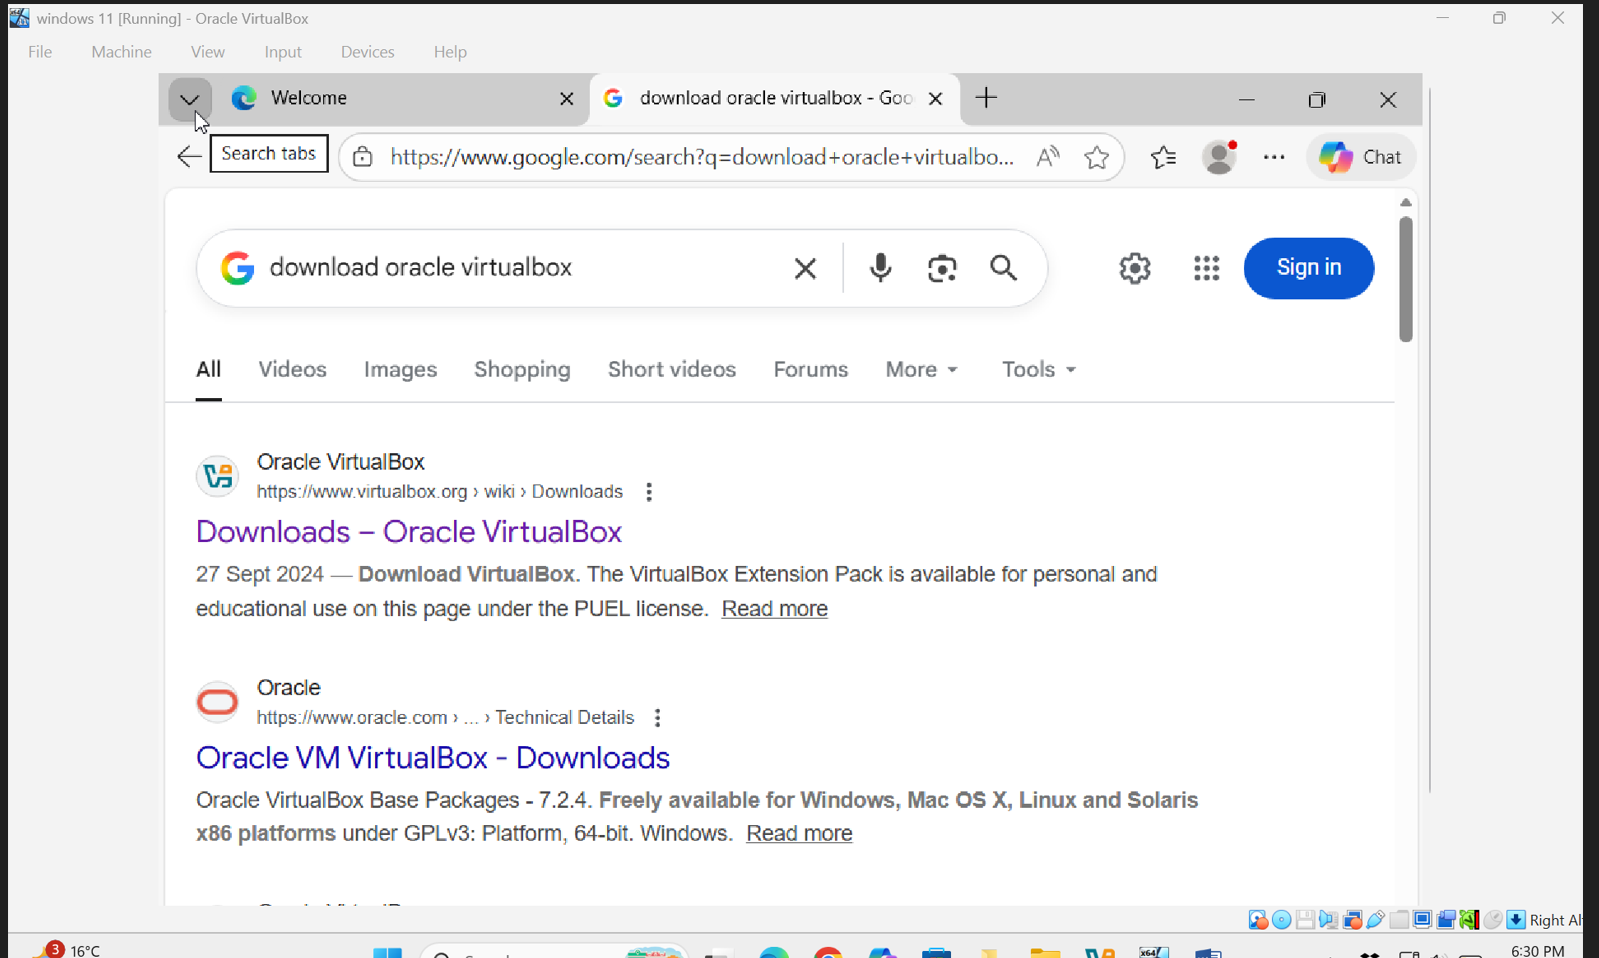 windows 11 [Running] - Oracle VirtualBox
File Machine View Input Devices Help
Welcome
download oracle virtualbox - Goo
Search tabs
https://www.google.com/search?q=download+oracle+virtualbo...
Chat
download oracle virtualbox
Sign in
All Videos Images Shopping Short videos Forums More Tools
Oracle VirtualBox
https://www.virtualbox.org › wiki › Downloads
Downloads – Oracle VirtualBox
27 Sept 2024 — Download VirtualBox. The VirtualBox Extension Pack is available for personal and
educational use on this page under the PUEL license. Read more
Oracle
https://www.oracle.com › ... › Technical Details
Oracle VM VirtualBox - Downloads
Oracle VirtualBox Base Packages - 7.2.4. Freely available for Windows, Mac OS X, Linux and Solaris
x86 platforms under GPLv3: Platform, 64-bit. Windows. Read more
Right Al
3 16°C
x64
6:30 PM